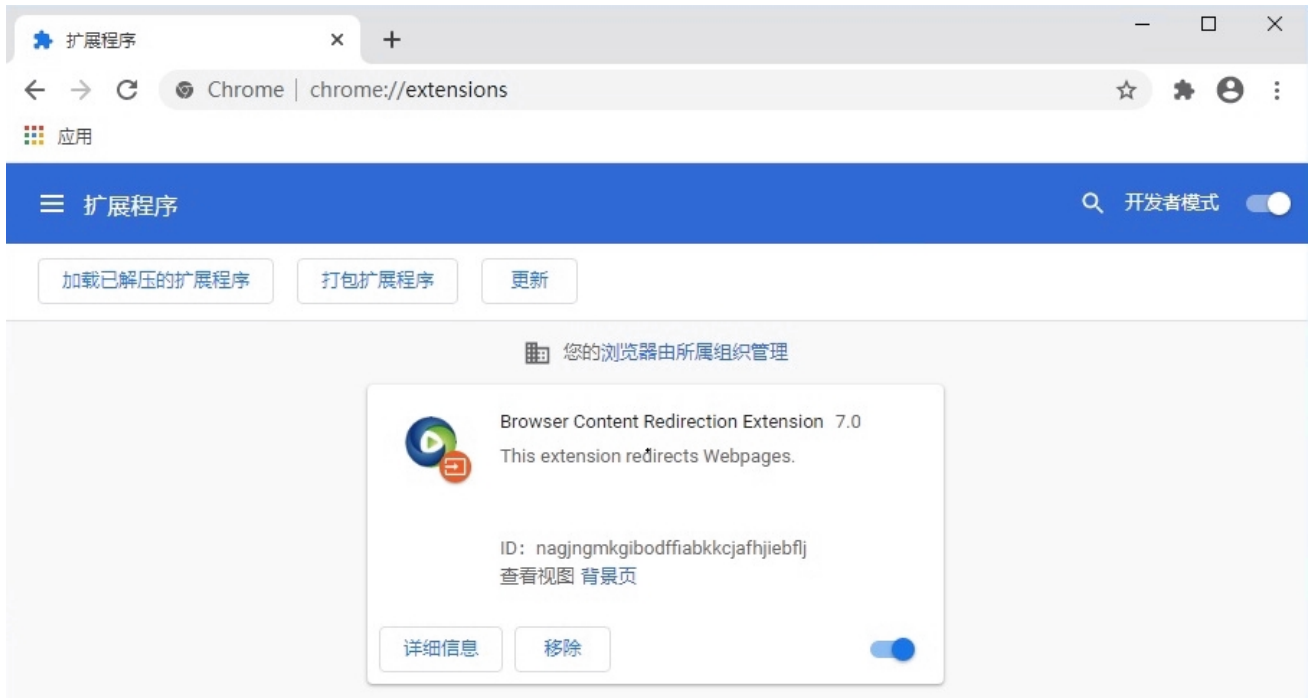 扩展程序
Chrome | chrome://extensions
应用
扩展程序 开发者模式
加载已解压的扩展程序 打包扩展程序 更新
您的浏览器由所属组织管理
Browser Content Redirection Extension 7.0
This extension redirects Webpages.
ID: nagjngmkgibodffiabkkcjafhjiebflj
查看视图 背景页
详细信息 移除